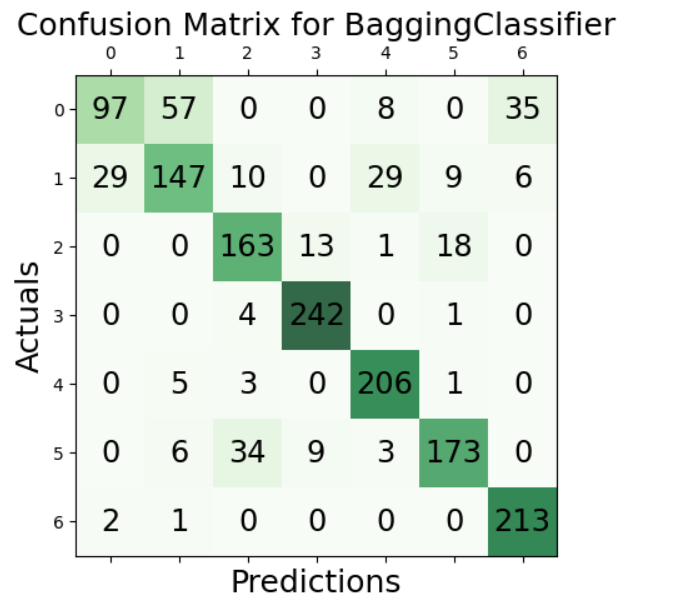 Confusion Matrix for BaggingClassifier
0 1 2 3 4 5 6
0 97 57 0 0 8 0 35
1 29 147 10 0 29 9 6
2 0 0 163 13 1 18 0
3 0 0 4 242 0 1 0
4 0 5 3 0 206 1 0
5 0 6 34 9 3 173 0
6 2 1 0 0 0 0 213
Actuals
Predictions